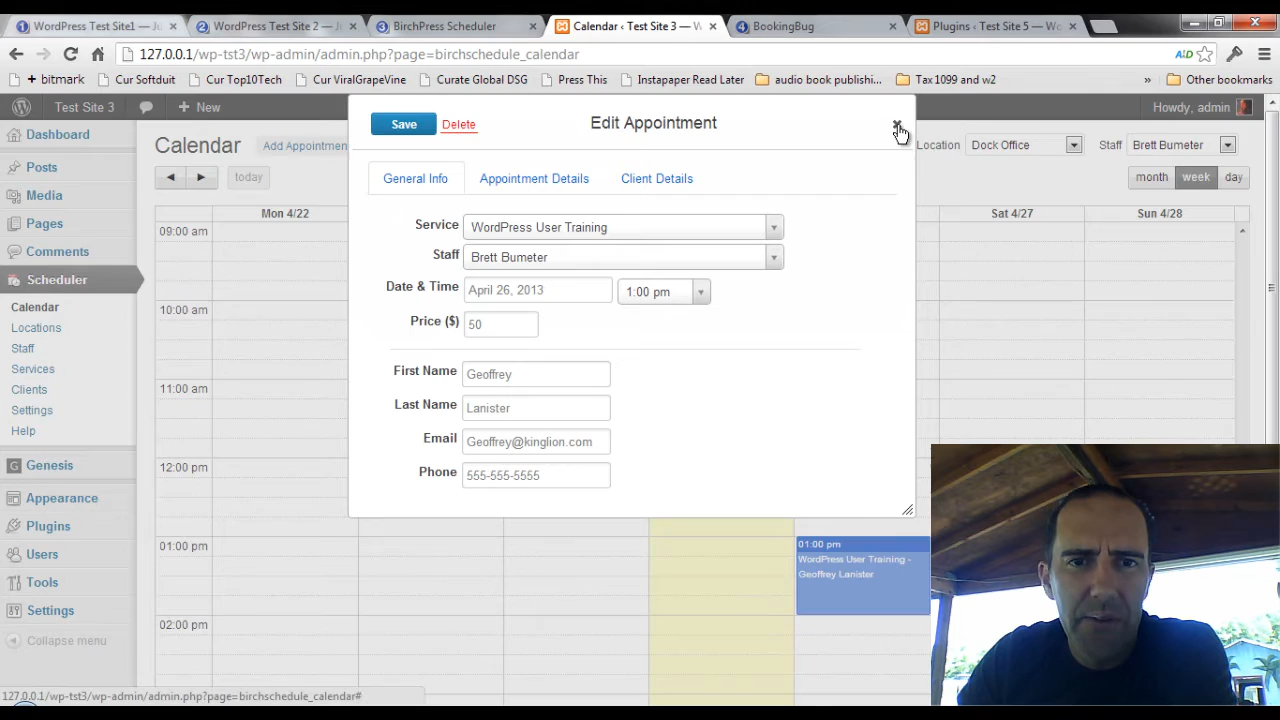 WordPress Test Site1
WordPress Test Site 2 - J
BirchPress Scheduler
Calendar ‹ Test Site 3 — W
BookingBug
Plugins ‹ Test Site 5 — Wo
127.0.0.1/wp-tst3/wp-admin/admin.php?page=birchschedule_calendar
+ bitmark
Cur Softduit
Cur Top10Tech
Cur ViralGrapeVine
Curate Global DSG
Press This
Instapaper Read Later
audio book publishi...
Tax 1099 and w2
»
Other bookmarks
Test Site 3
+ New
Howdy, admin
Dashboard
Posts
Media
Pages
Comments
Scheduler
Calendar
Locations
Staff
Services
Clients
Settings
Help
Genesis
Appearance
Plugins
Users
Tools
Settings
Collapse menu
Calendar
Add Appointmen
Location
Dock Office
Staff
Brett Bumeter
today
month
week
day
Mon 4/22
Sat 4/27
Sun 4/28
09:00 am
10:00 am
11:00 am
12:00 pm
01:00 pm
02:00 pm
Save
Delete
Edit Appointment
General Info
Appointment Details
Client Details
Service
WordPress User Training
Staff
Brett Bumeter
Date & Time
April 26, 2013
1:00 pm
Price ($)
50
First Name
Geoffrey
Last Name
Lanister
Email
Geoffrey@kinglion.com
Phone
555-555-5555
01:00 pm
WordPress User Training -
Geoffrey Lanister
127.0.0.1/wp-tst3/wp-admin/admin.php?page=birchschedule_calendar#